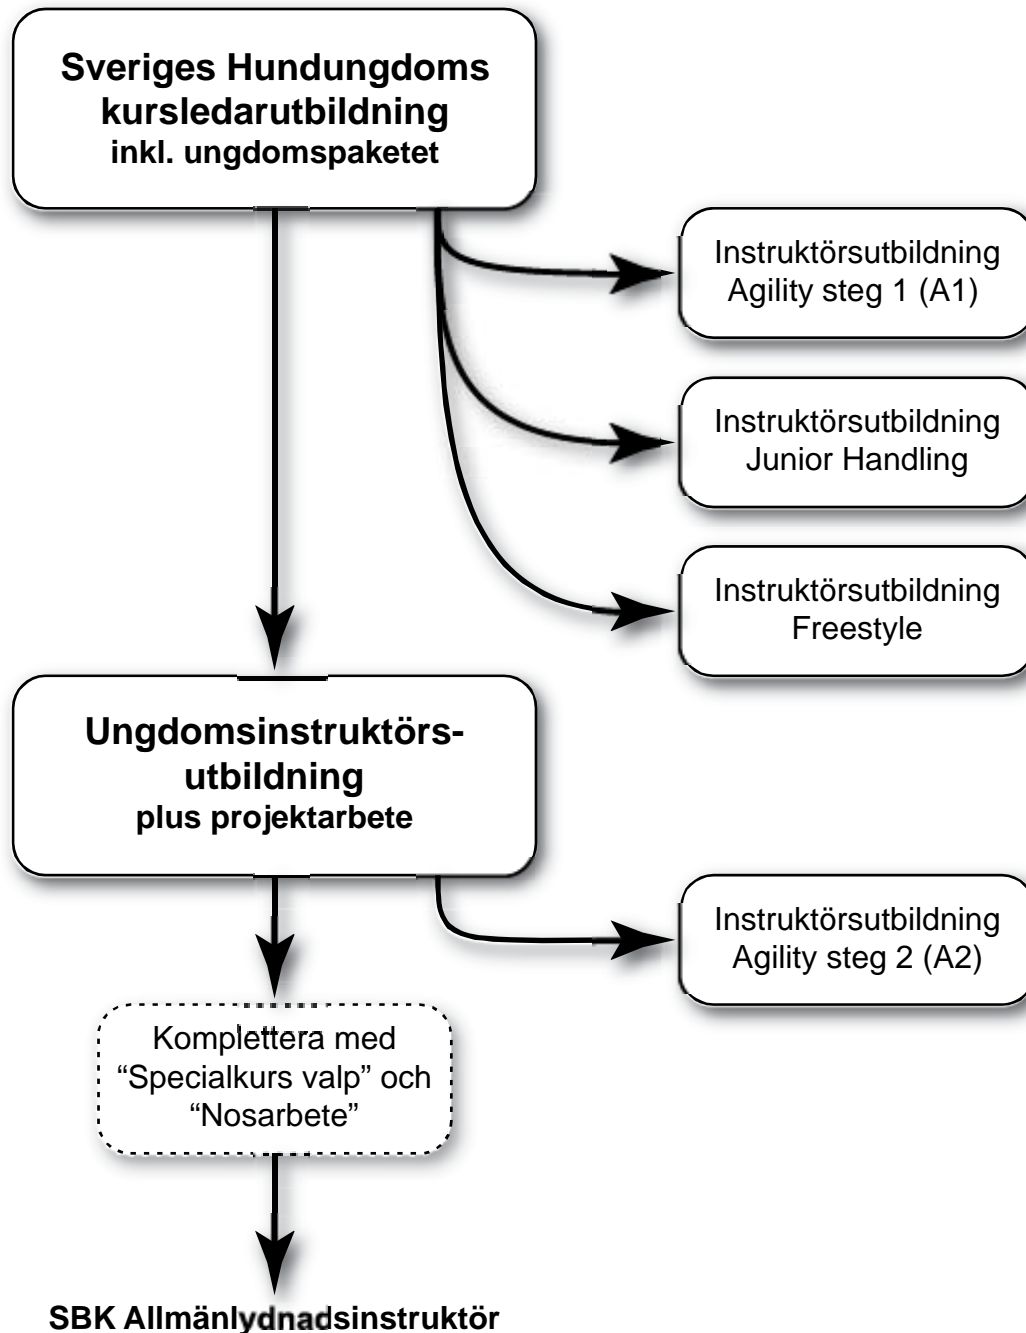 Sveriges Hundungdoms
kursledarutbildning
inkl. ungdomspaketet
Instruktörsutbildning
Agility steg 1 (A1)
Instruktörsutbildning
Junior Handling
Instruktörsutbildning
Freestyle
Ungdomsinstruktörs-
utbildning
plus projektarbete
Instruktörsutbildning
Agility steg 2 (A2)
Komplettera med
“Specialkurs valp” och
“Nosarbete”
SBK Allmänlydnadsinstruktör